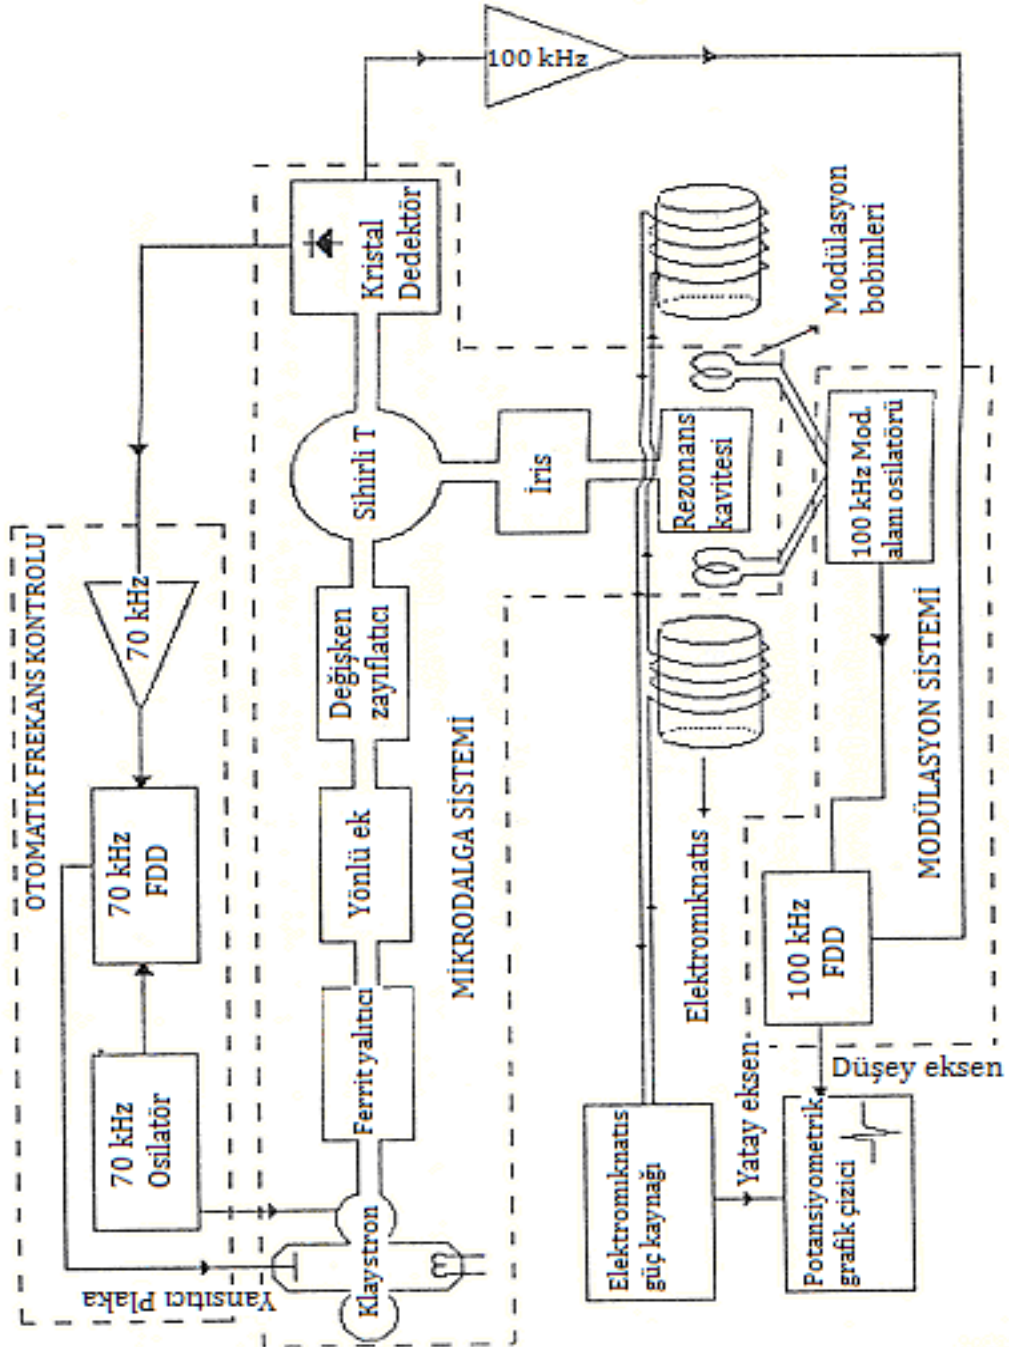 OTOMATIK FREKANS KONTROLU
70 kHz
Osilatör
70 kHz
FDD
70 kHz
Yansıtıcı Plaka
Klaystron
Ferrit yalıtıcı
Yönlü ek
Değişken
zayıflatıcı
Sihirli T
Kristal
Dedektör
100 kHz
MİKRODALGA SİSTEMİ
İris
Rezonans
kavitesi
Modülasyon
bobinleri
Elektromıknatıs
Elektromıknatıs
güç kaynağı
Yatay eksen
Potansiyometrik
grafik çizici
Düşey eksen
100 kHz
FDD
100 kHz Mod.
alanı osilatörü
MODÜLASYON SİSTEMİ